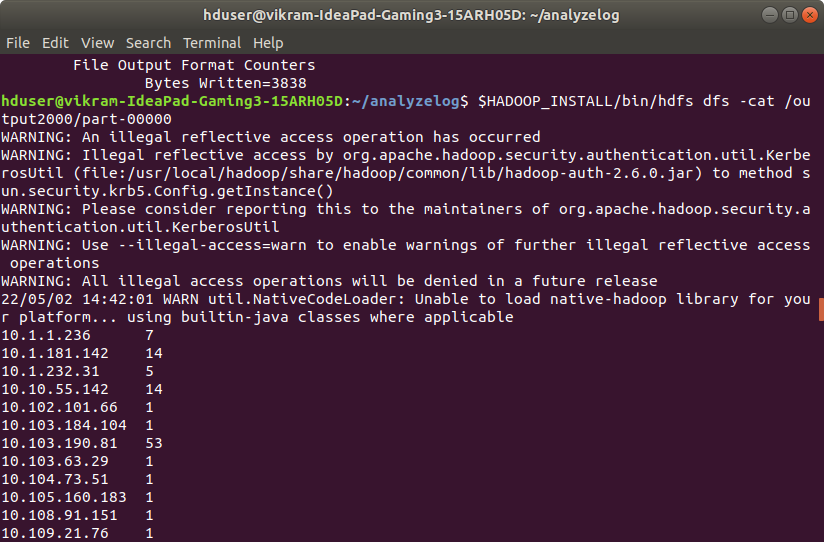 hduser@vikram-IdeaPad-Gaming3-15ARH05D: ~/analyzelog
File Edit View Search Terminal Help
        File Output Format Counters
                Bytes Written=3838
hduser@vikram-IdeaPad-Gaming3-15ARH05D:~/analyzelog$ $HADOOP_INSTALL/bin/hdfs dfs -cat /ou
tput2000/part-00000
WARNING: An illegal reflective access operation has occurred
WARNING: Illegal reflective access by org.apache.hadoop.security.authentication.util.Kerbe
rosUtil (file:/usr/local/hadoop/share/hadoop/common/lib/hadoop-auth-2.6.0.jar) to method s
un.security.krb5.Config.getInstance()
WARNING: Please consider reporting this to the maintainers of org.apache.hadoop.security.a
uthentication.util.KerberosUtil
WARNING: Use --illegal-access=warn to enable warnings of further illegal reflective access
 operations
WARNING: All illegal access operations will be denied in a future release
22/05/02 14:42:01 WARN util.NativeCodeLoader: Unable to load native-hadoop library for you
r platform... using builtin-java classes where applicable
10.1.1.236      7
10.1.181.142    14
10.1.232.31     5
10.10.55.142    14
10.102.101.66   1
10.103.184.104  1
10.103.190.81   53
10.103.63.29    1
10.104.73.51    1
10.105.160.183  1
10.108.91.151   1
10.109.21.76    1